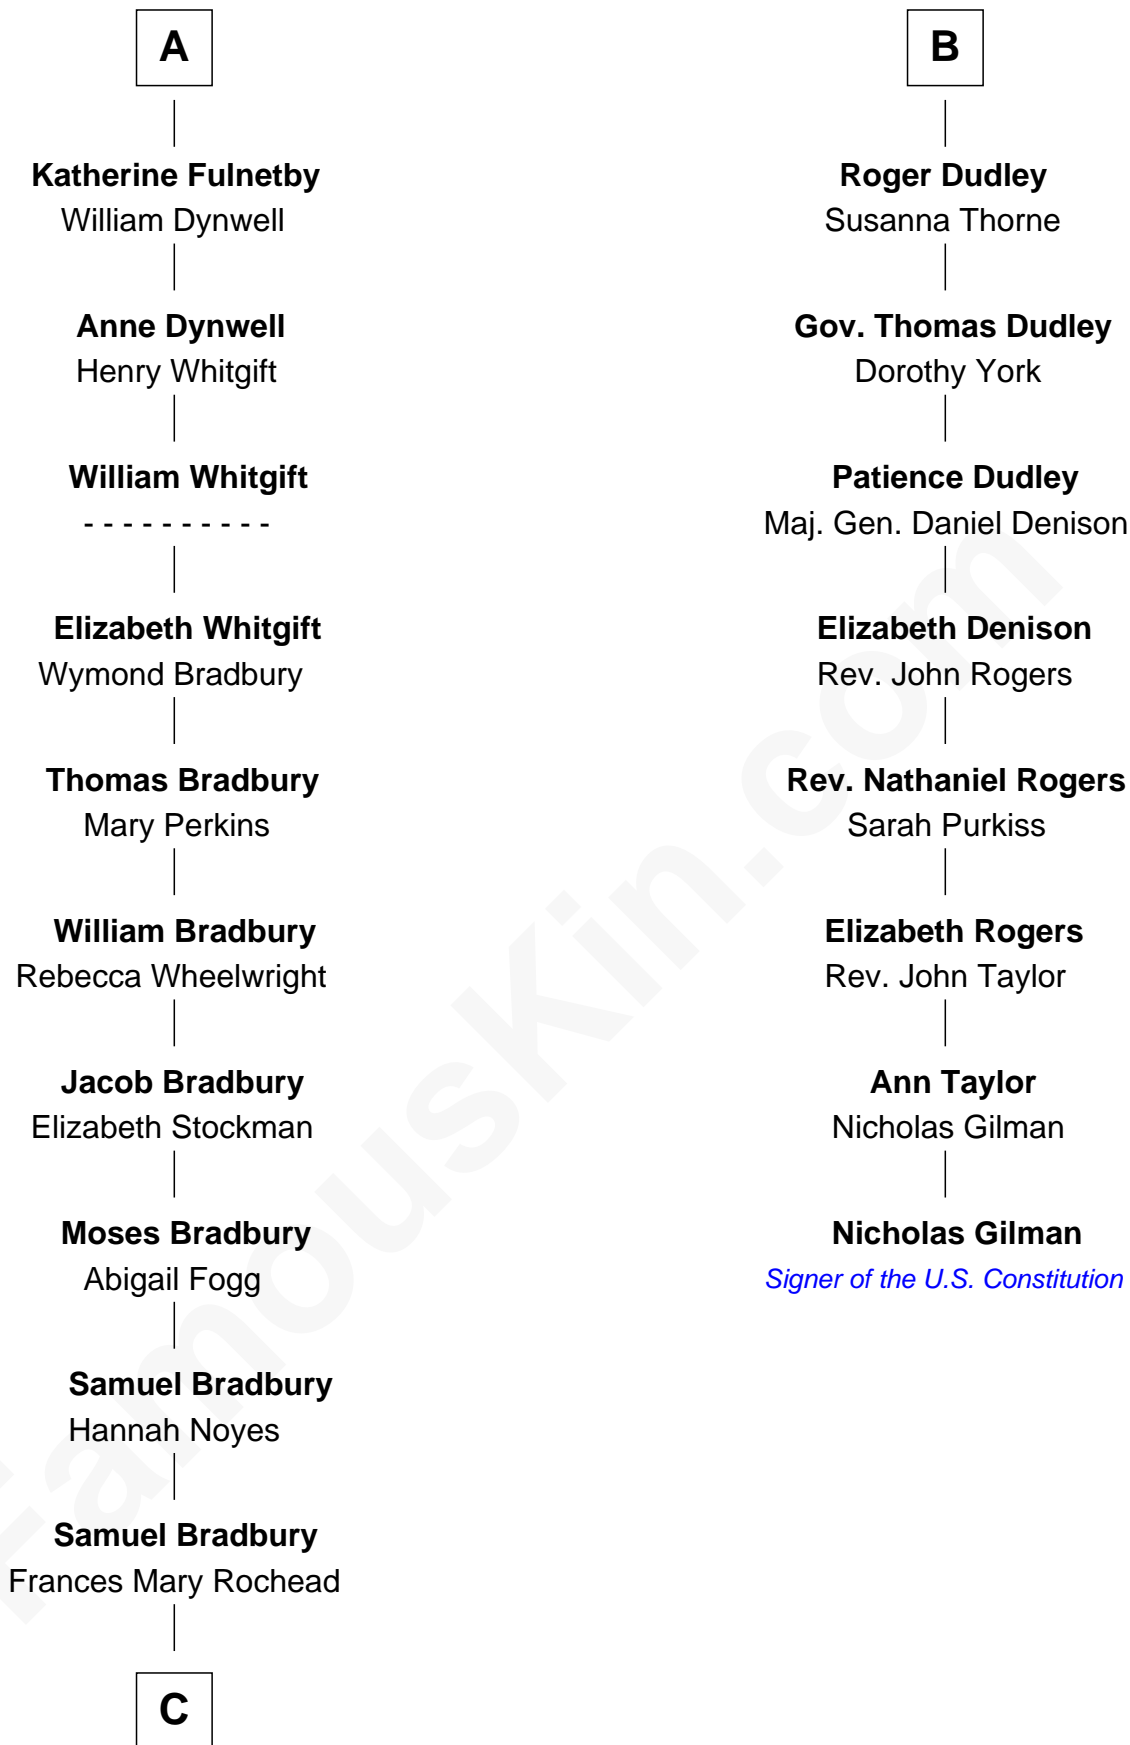 A
Katherine Fulnetby
William Dynwell
Anne Dynwell
Henry Whitgift
William Whitgift
- - - - - - - - - -
Elizabeth Whitgift
Wymond Bradbury
Thomas Bradbury
Mary Perkins
William Bradbury
Rebecca Wheelwright
Jacob Bradbury
Elizabeth Stockman
Moses Bradbury
Abigail Fogg
Samuel Bradbury
Hannah Noyes
Samuel Bradbury
Frances Mary Rochead
C
B
Roger Dudley
Susanna Thorne
Gov. Thomas Dudley
Dorothy York
Patience Dudley
Maj. Gen. Daniel Denison
Elizabeth Denison
Rev. John Rogers
Rev. Nathaniel Rogers
Sarah Purkiss
Elizabeth Rogers
Rev. John Taylor
Ann Taylor
Nicholas Gilman
Nicholas Gilman
Signer of the U.S. Constitution
FamousKin.com